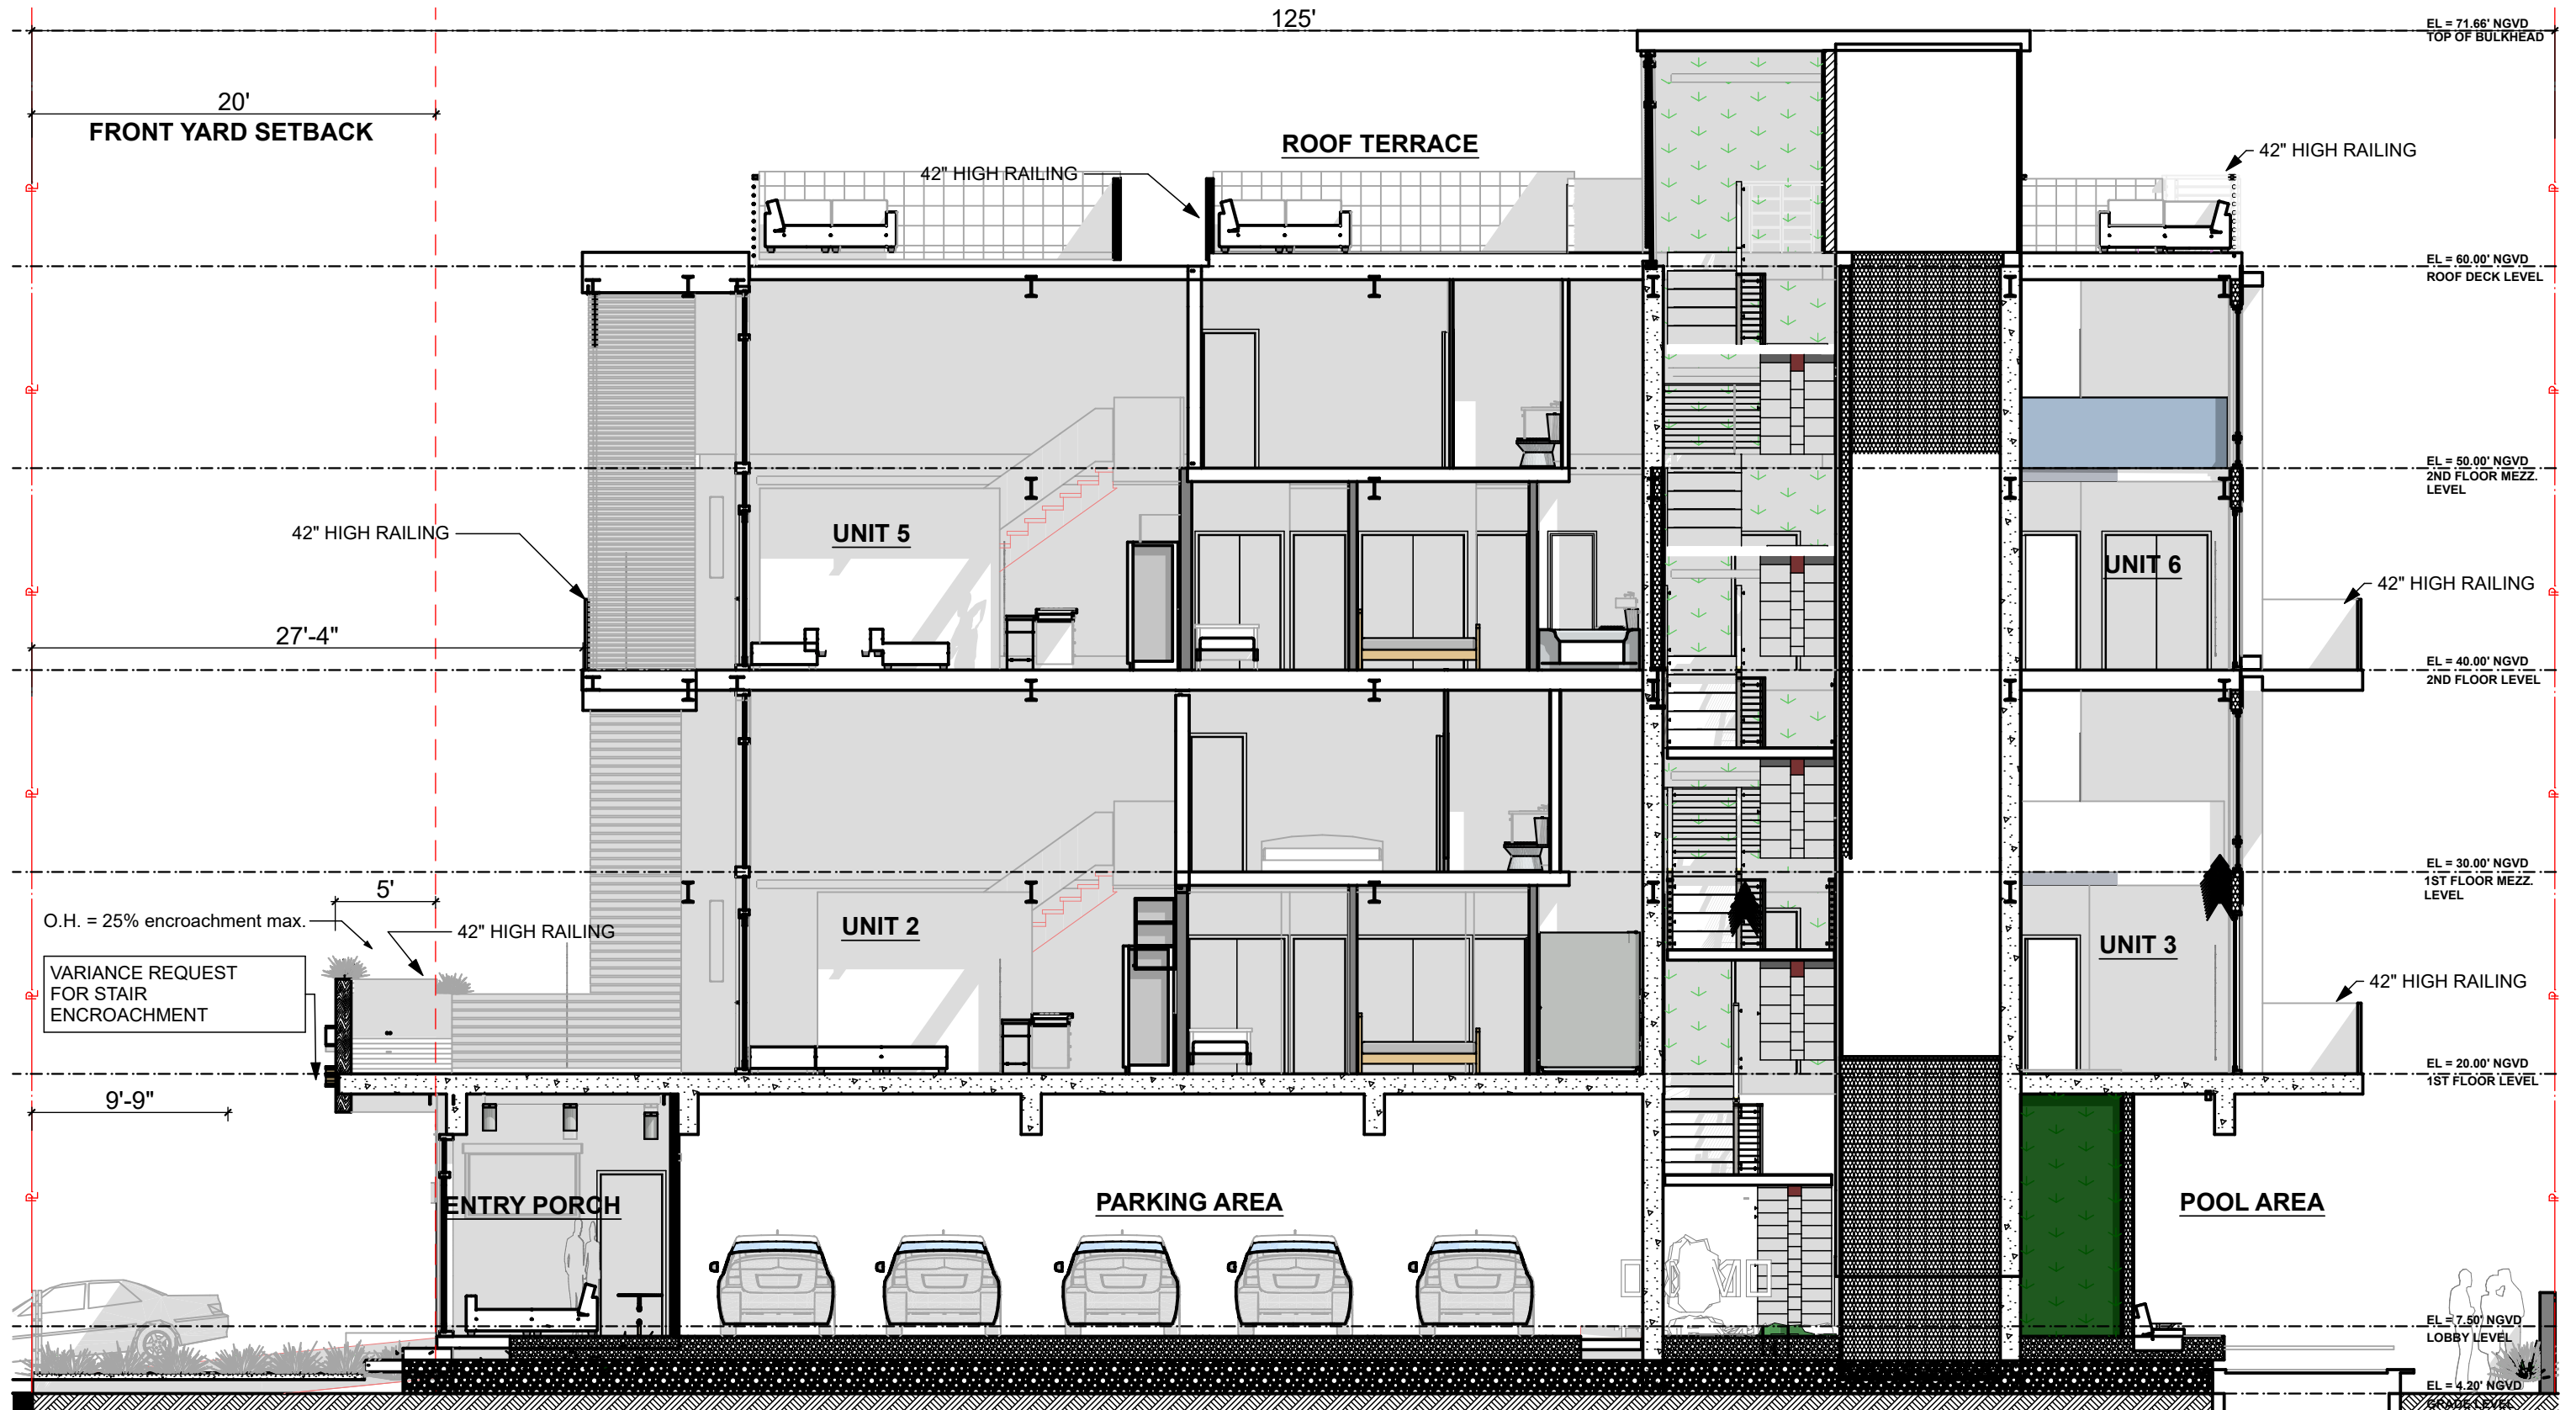 125'
EL = 71.66' NGVD
TOP OF BULKHEAD
20'
FRONT YARD SETBACK
ROOF TERRACE
42" HIGH RAILING
42" HIGH RAILING
EL = 60.00' NGVD
ROOF DECK LEVEL
EL = 50.00' NGVD
2ND FLOOR MEZZ.
LEVEL
42" HIGH RAILING
UNIT 5
UNIT 6
42" HIGH RAILING
27'-4"
EL = 40.00' NGVD
2ND FLOOR LEVEL
EL = 30.00' NGVD
1ST FLOOR MEZZ.
LEVEL
5'
O.H. = 25% encroachment max.
42" HIGH RAILING
UNIT 2
UNIT 3
VARIANCE REQUEST
FOR STAIR
ENCROACHMENT
42" HIGH RAILING
EL = 20.00' NGVD
1ST FLOOR LEVEL
9'-9"
ENTRY PORCH
PARKING AREA
POOL AREA
EL = 7.50' NGVD
LOBBY LEVEL
EL = 4.20' NGVD
GRADE LEVEL